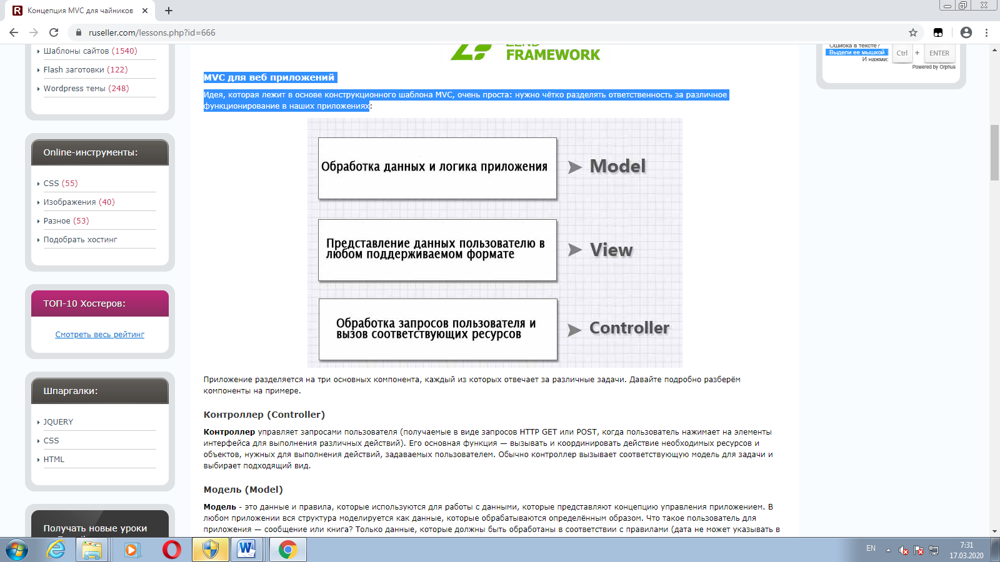 Концепция MVC для чайников
ruseller.com/lessons.php?id=666
Шаблоны сайтов (1540)
Flash заготовки (122)
Wordpress темы (248)
Online-инструменты:
CSS (55)
Изображения (40)
Разное (53)
Подобрать хостинг
ТОП-10 Хостеров:
Смотреть весь рейтинг
Шпаргалки:
JQUERY
CSS
HTML
Получать новые уроки
FRAMEWORK
MVC для веб приложений
Идея, которая лежит в основе конструкционного шаблона MVC, очень проста: нужно чётко разделять ответственность за различное
функционирование в наших приложениях:
Обработка данных и логика приложения
Model
Представление данных пользователю в
любом поддерживаемом формате
View
Обработка запросов пользователя и
вызов соответствующих ресурсов
Controller
Приложение разделяется на три основных компонента, каждый из которых отвечает за различные задачи. Давайте подробно разберём
компоненты на примере.
Контроллер (Controller)
Контроллер управляет запросами пользователя (получаемые в виде запросов HTTP GET или POST, когда пользователь нажимает на элементы
интерфейса для выполнения различных действий). Его основная функция — вызывать и координировать действие необходимых ресурсов и
объектов, нужных для выполнения действий, задаваемых пользователем. Обычно контроллер вызывает соответствующую модель для задачи и
выбирает подходящий вид.
Модель (Model)
Модель - это данные и правила, которые используются для работы с данными, которые представляют концепцию управления приложением. В
любом приложении вся структура моделируется как данные, которые обрабатываются определённым образом. Что такое пользователь для
приложения — сообщение или книга? Только данные, которые должны быть обработаны в соответствии с правилами (дата не может указывать в
Ошибка в тексте?
Выдели ее мышкой
И нажми:
Ctrl + ENTER
Powered by Orphus
EN
7:31
17.03.2020